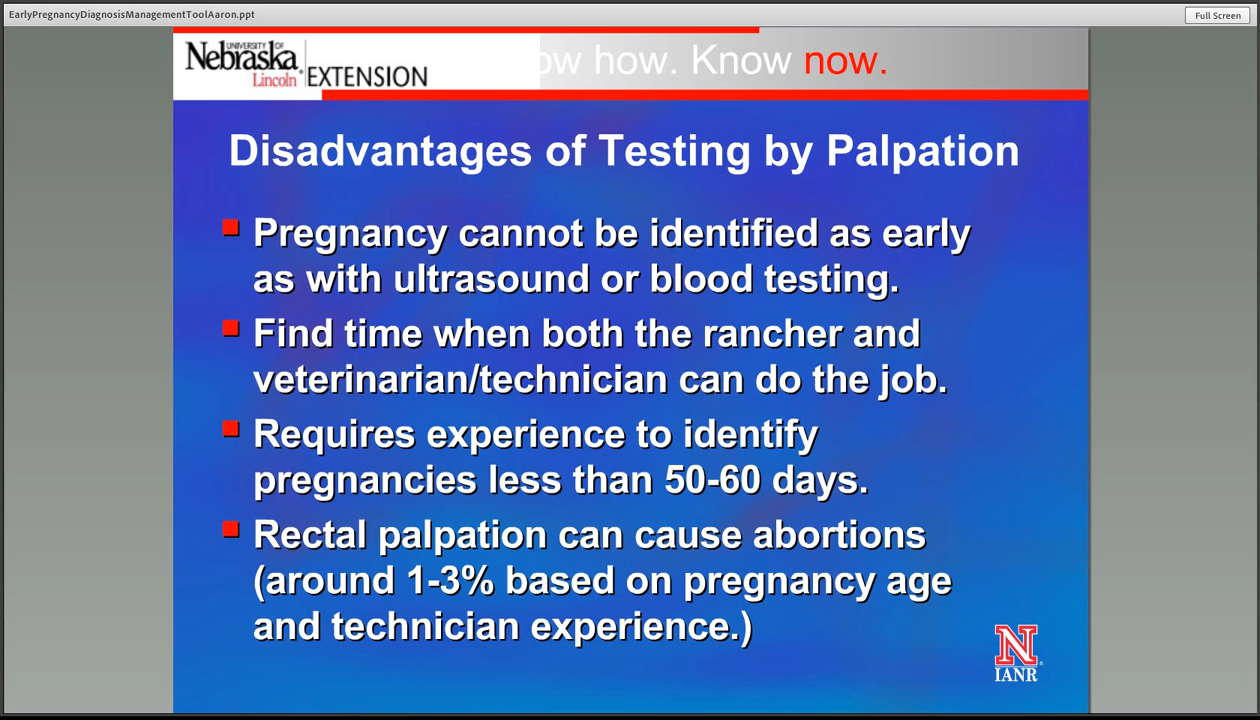 EarlyPregnancyDiagnosisManagementToolAaron.ppt
Full Screen
UNIVERSITY OF
Nebraska
Lincoln
EXTENSION
ow how. Know now.
Disadvantages of Testing by Palpation
Pregnancy cannot be identified as early
as with ultrasound or blood testing.
Find time when both the rancher and
veterinarian/technician can do the job.
Requires experience to identify
pregnancies less than 50-60 days.
Rectal palpation can cause abortions
(around 1-3% based on pregnancy age
and technician experience.)
N
IANR